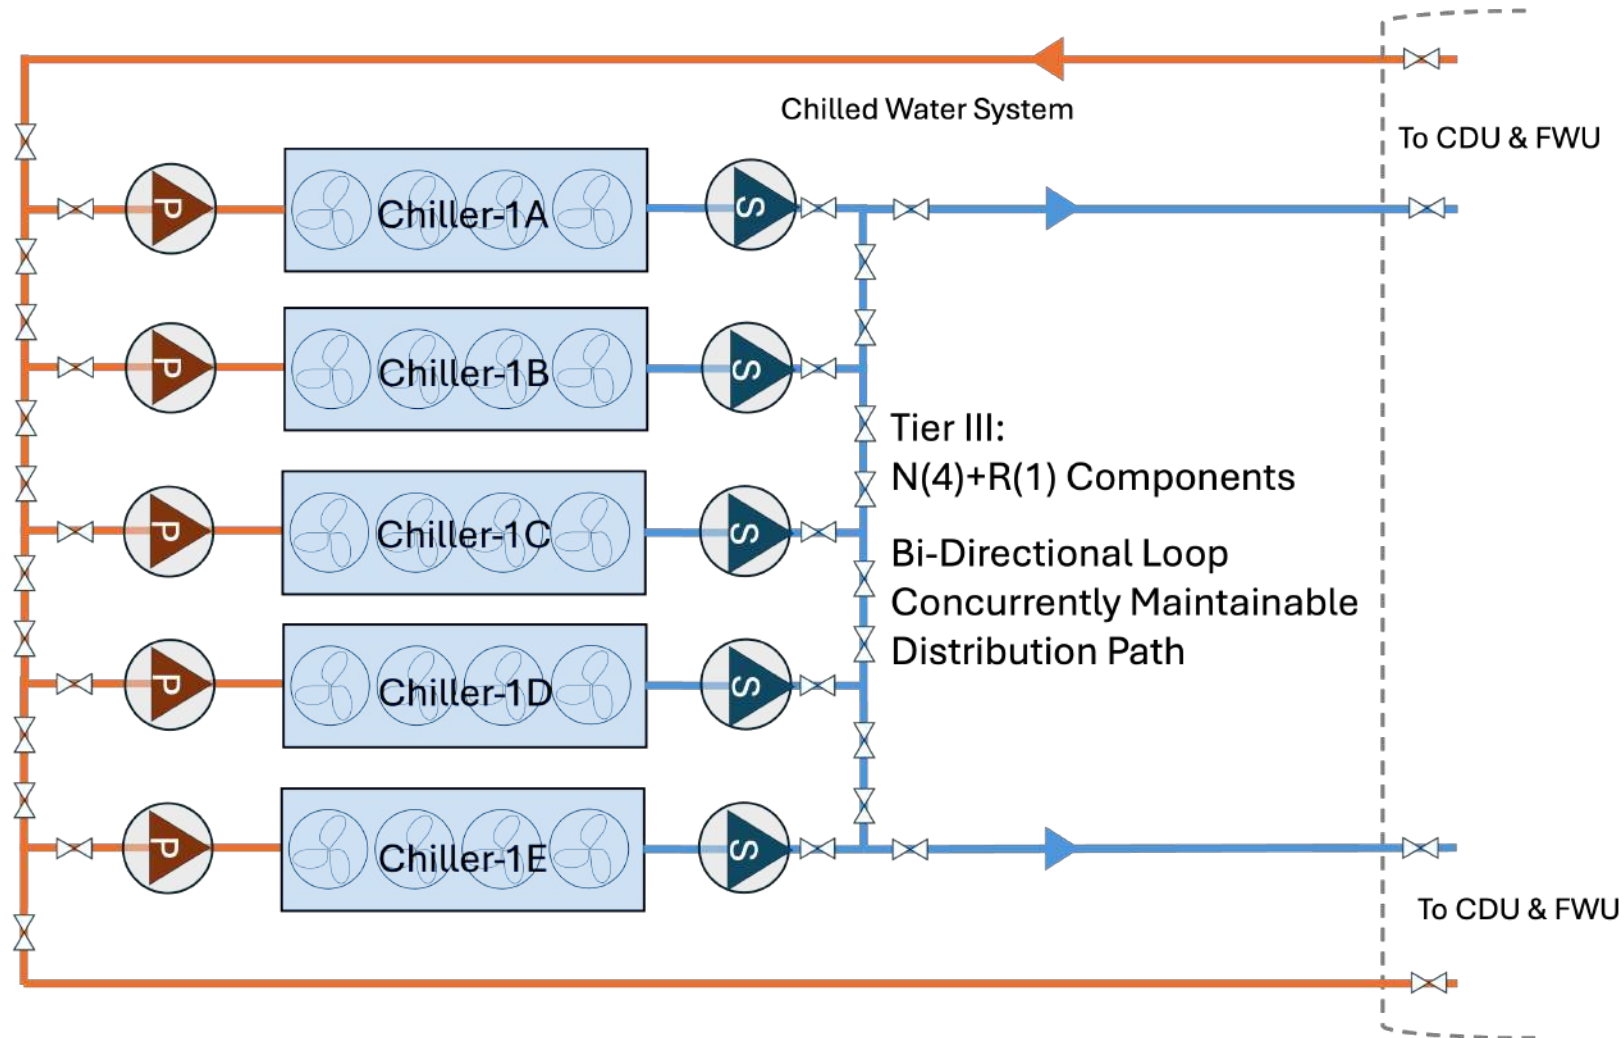 Chilled Water System
To CDU & FWU
P
Chiller-1A
S
P
Chiller-1B
S
Tier III:
N(4)+R(1) Components
P
Chiller-1C
S
Bi-Directional Loop
Concurrently Maintainable
Distribution Path
P
Chiller-1D
S
P
Chiller-1E
S
To CDU & FWU